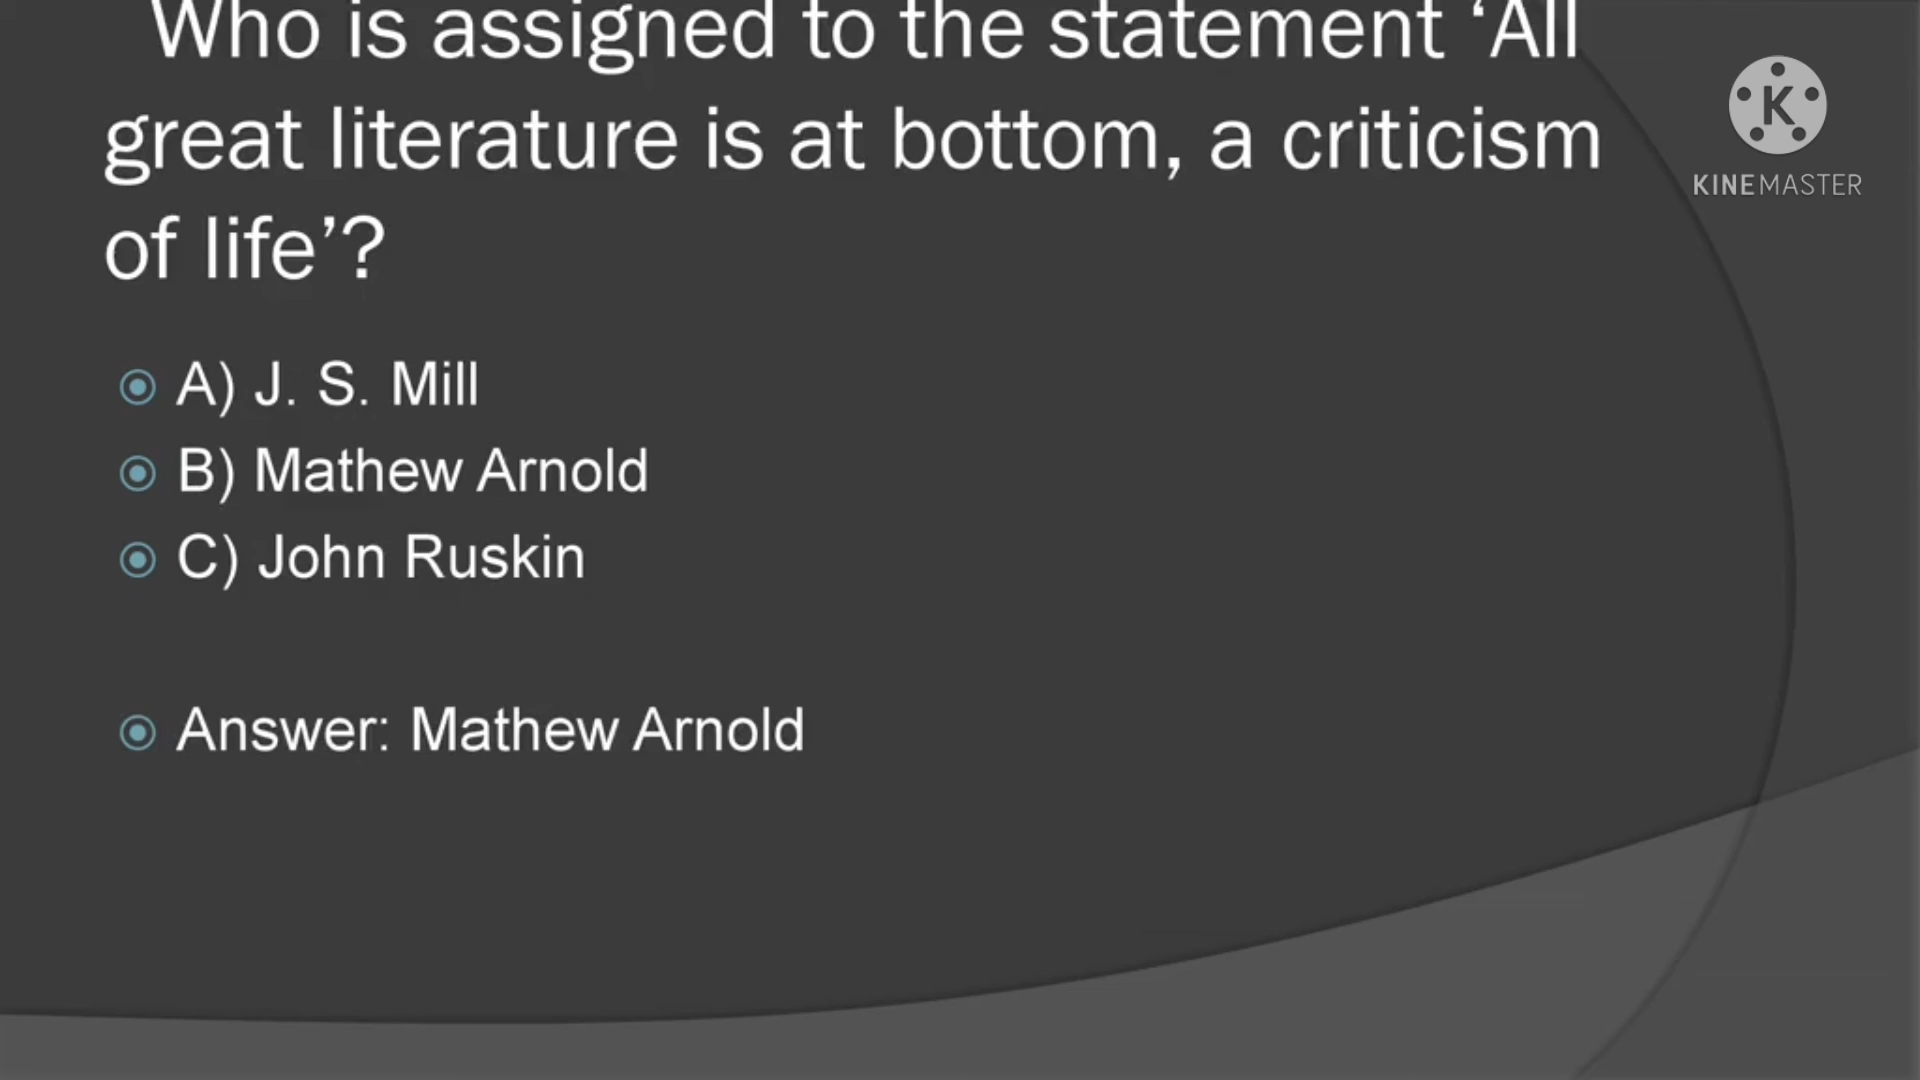 Who is assigned to the statement ‘All
great literature is at bottom, a criticism
of life’?
K
KINEMASTER
A) J. S. Mill
B) Mathew Arnold
C) John Ruskin
Answer: Mathew Arnold